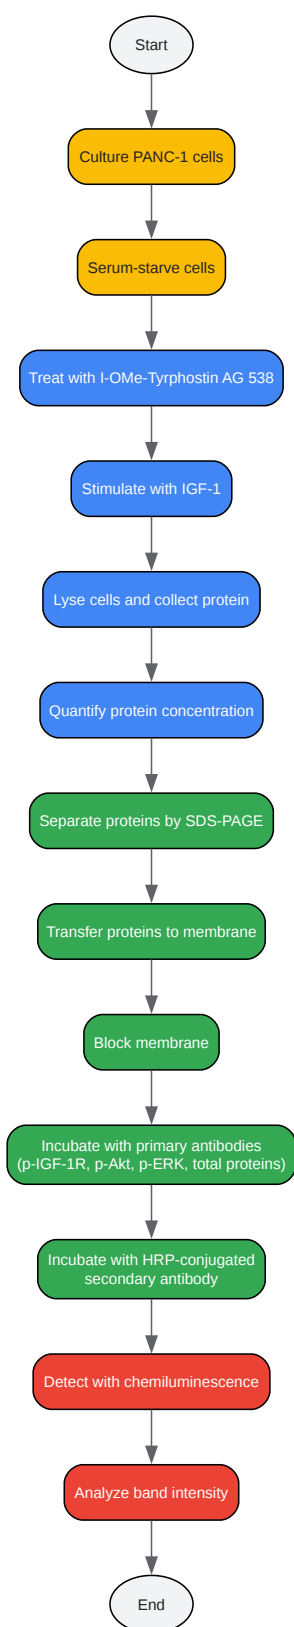 Start
Culture PANC-1 cells
Serum-starve cells
Treat with I-OMe-Tyrphostin AG 538
Stimulate with IGF-1
Lyse cells and collect protein
Quantify protein concentration
Separate proteins by SDS-PAGE
Transfer proteins to membrane
Block membrane
Incubate with primary antibodies
(p-IGF-1R, p-Akt, p-ERK, total proteins)
Incubate with HRP-conjugated
secondary antibody
Detect with chemiluminescence
Analyze band intensity
End